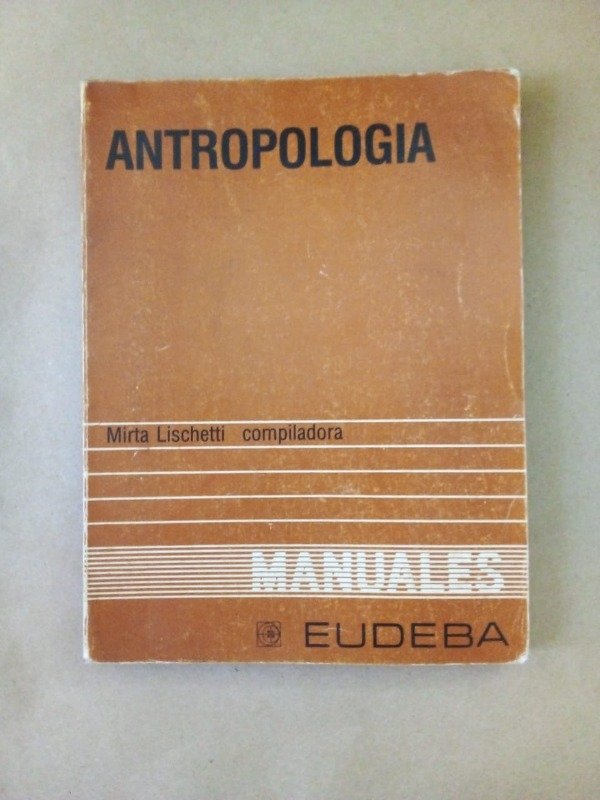 ANTROPOLOGIA
Mirta Lischetti compiladora
MANUALES
EUDEBA